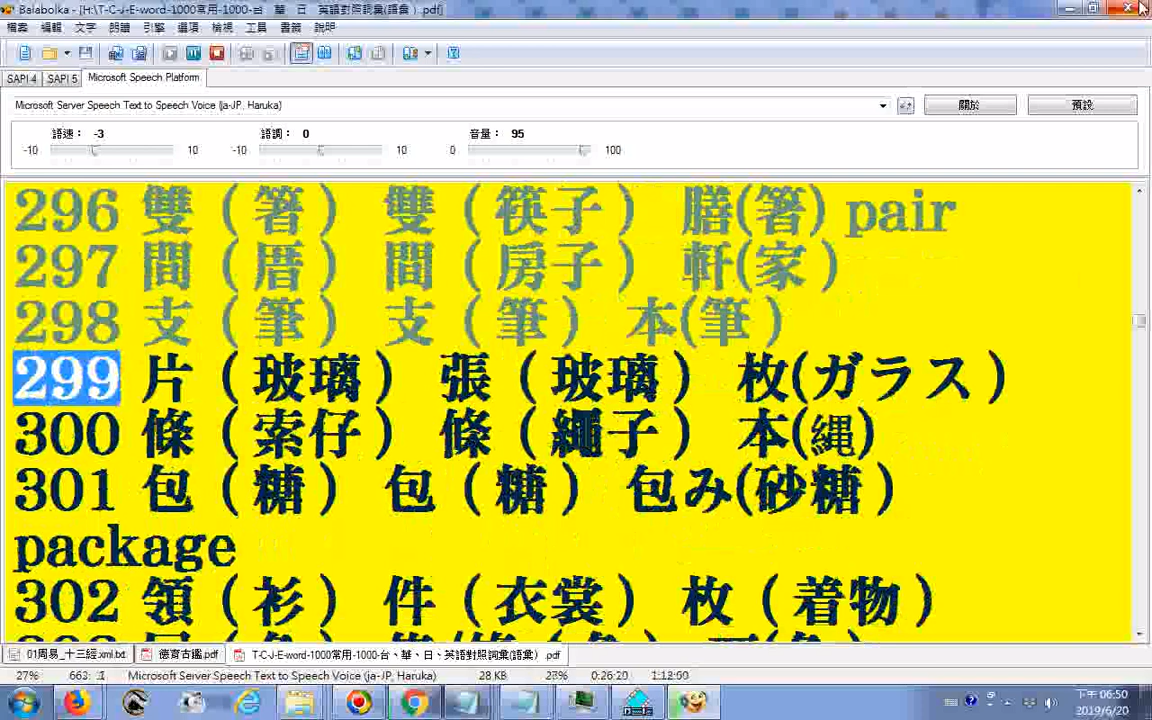 Balabolka - [H:\T-C-J-E-word-1000常用-1000-台、華、日、英語對照詞彙(語彙).pdf]
檔案 編輯 文字 朗讀 引擎 選項 檢視 工具 書籤 說明
SAPI 4 SAPI 5 Microsoft Speech Platform
Microsoft Server Speech Text to Speech Voice (ja-JP, Haruka) 關於 預設
語速： -3 語調： 0 音量： 95
-10 10 -10 10 0 100
296 雙（箸） 雙（筷子） 膳(箸) pair
297 間（厝） 間（房子） 軒(家）
298 支（筆） 支（筆） 本(筆）
299 片（玻璃） 張（玻璃） 枚(ガラス）
300 條（索仔） 條（繩子） 本(縄)
301 包（糖） 包（糖） 包み(砂糖）
package
302 領（衫） 件（衣裳） 枚（着物）
01周易_十三經.xml.txt 德育古鑑.pdf T-C-J-E-word-1000常用-1000-台、華、日、英語對照詞彙(語彙）.pdf
27% 663: 1 Microsoft Server Speech Text to Speech Voice (ja-JP, Haruka) 28 KB 23% 0:26:20 1:12:00
下午 06:50
2019/6/20